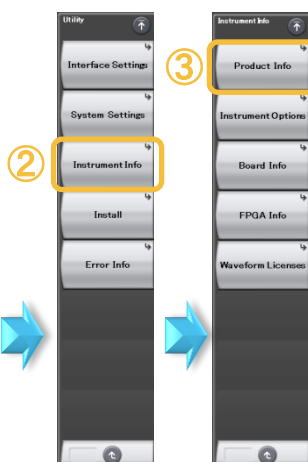 Utility
Interface Settings
System Settings
② Instrument Info
Install
Error Info
Instrument Info
③ Product Info
Instrument Options
Board Info
FPGA Info
Waveform Licenses